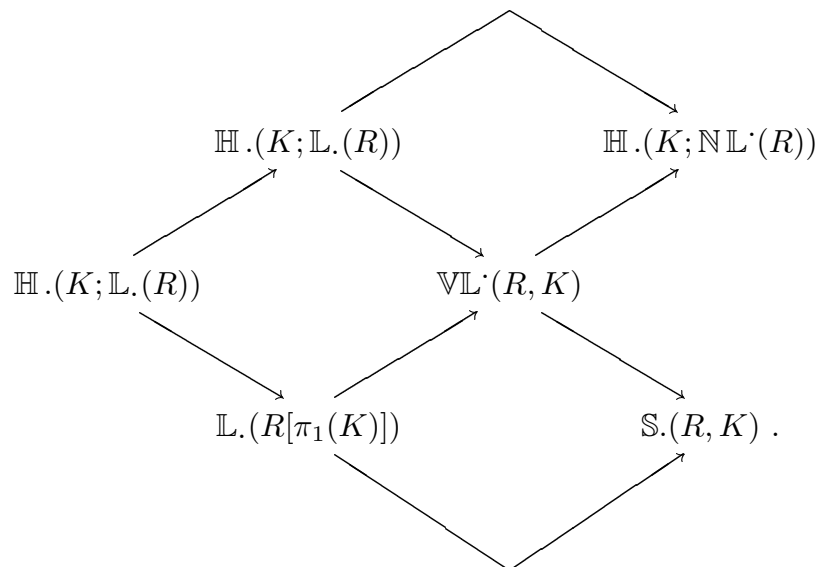 ℍ.(K;𝕃.(R)) ℍ.(K;ℕ𝕃˙(R))
ℍ.(K;𝕃.(R)) 𝕍𝕃˙(R,K)
𝕃.(R[π₁(K)]) 𝕊.(R,K) .